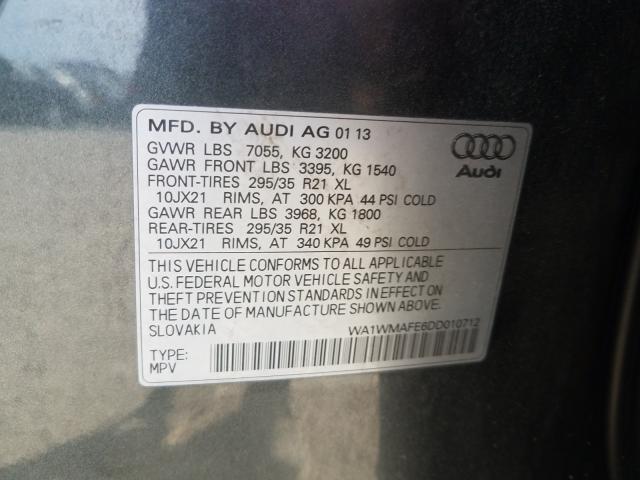 MFD. BY AUDI AG 01 13
GVWR LBS 7055, KG 3200
GAWR FRONT LBS 3395, KG 1540
FRONT-TIRES 295/35 R21 XL
10JX21 RIMS, AT 300 KPA 44 PSI COLD
GAWR REAR LBS 3968, KG 1800
REAR-TIRES 295/35 R21 XL
10JX21 RIMS, AT 340 KPA 49 PSI COLD
Audi
THIS VEHICLE CONFORMS TO ALL APPLICABLE
U.S. FEDERAL MOTOR VEHICLE SAFETY AND
THEFT PREVENTION STANDARDS IN EFFECT ON
THE DATE OF MANUFACTURE SHOWN ABOVE.
SLOVAKIA WA1WMAFE6DD010712
TYPE:
MPV